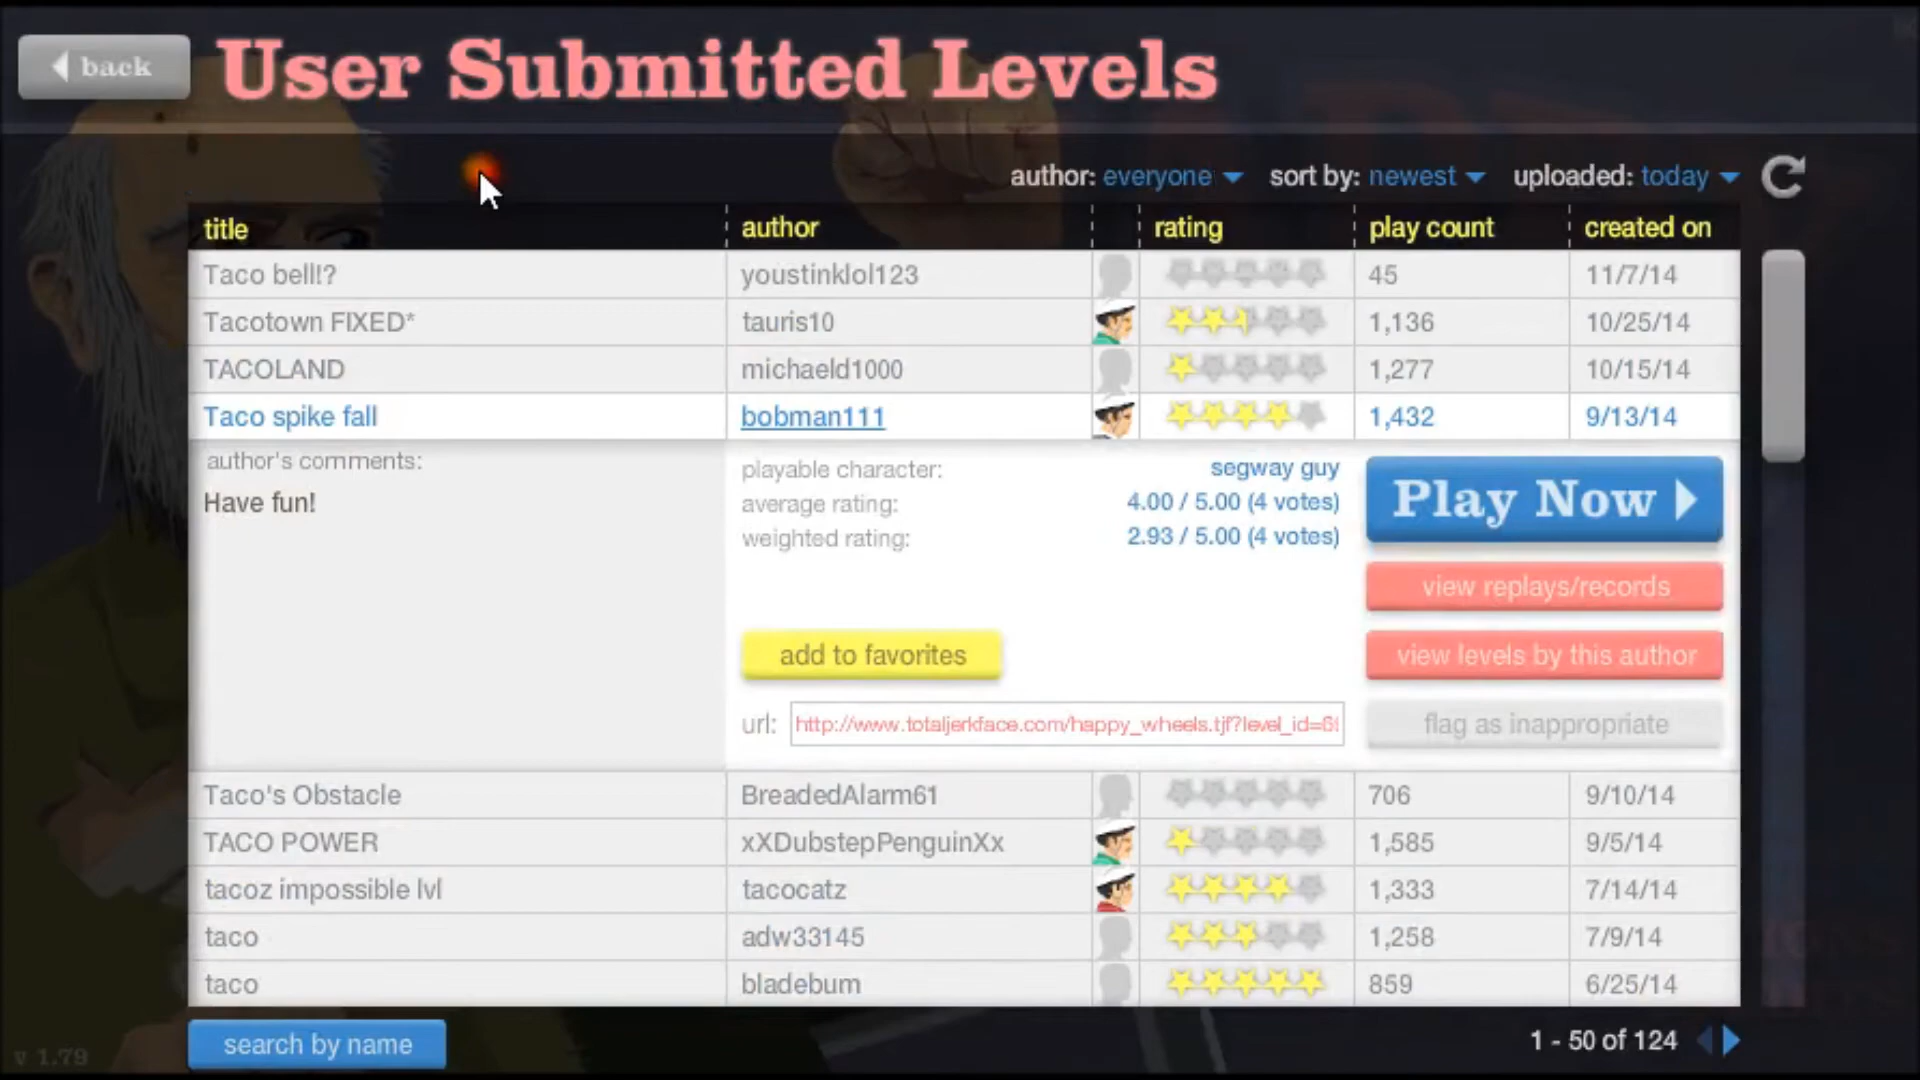 back
User Submitted Levels
author: everyone sort by: newest uploaded: today
title author rating play count created on
Taco bell!? youstinklol123 45 11/7/14
Tacotown FIXED* tauris10 1,136 10/25/14
TACOLAND michaeld1000 1,277 10/15/14
Taco spike fall bobman111 1,432 9/13/14
author's comments:
Have fun!
playable character: segway guy
average rating: 4.00 / 5.00 (4 votes)
weighted rating: 2.93 / 5.00 (4 votes)
Play Now
view replays/records
add to favorites
view levels by this author
url: http://www.totaljerkface.com/happy_wheels.tjf?level_id=6
flag as inappropriate
Taco's Obstacle BreadedAlarm61 706 9/10/14
TACO POWER xXDubstepPenguinXx 1,585 9/5/14
tacoz impossible lvl tacocatz 1,333 7/14/14
taco adw33145 1,258 7/9/14
taco bladebum 859 6/25/14
search by name
1 - 50 of 124
v 1.79